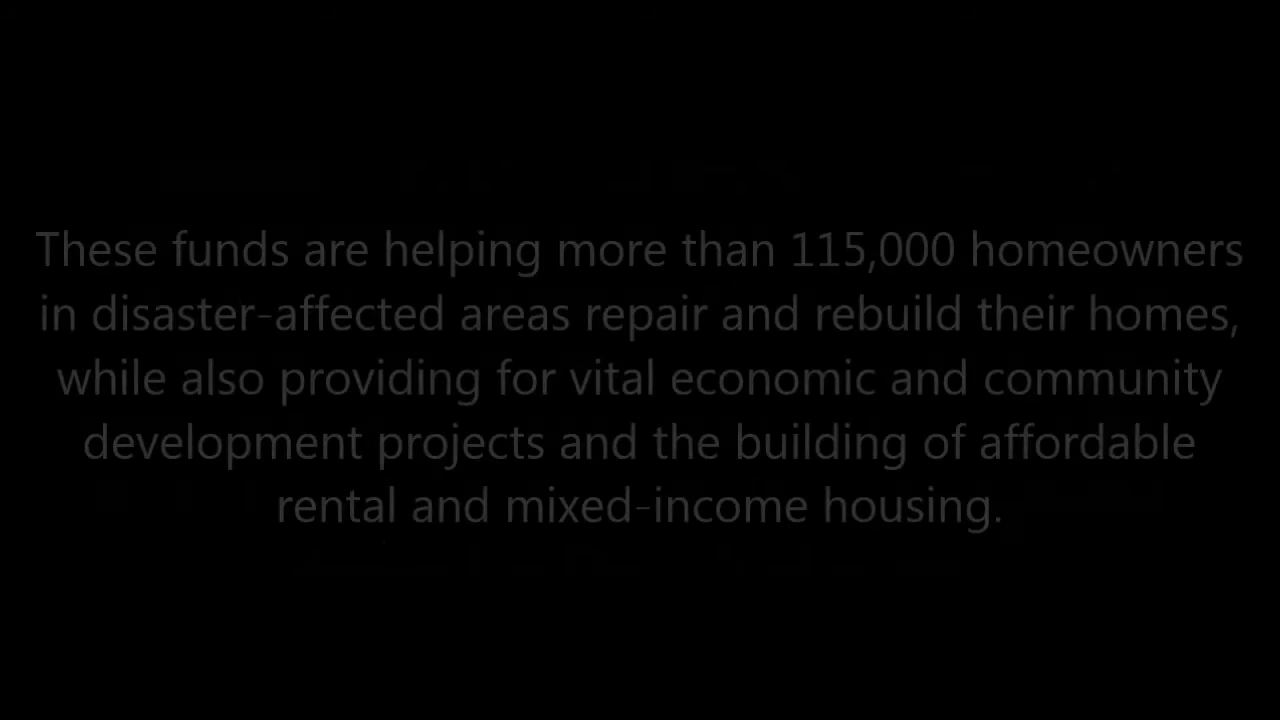 These funds are helping more than 115,000 homeowners
in disaster-affected areas repair and rebuild their homes,
while also providing for vital economic and community
development projects and the building of affordable
rental and mixed-income housing.